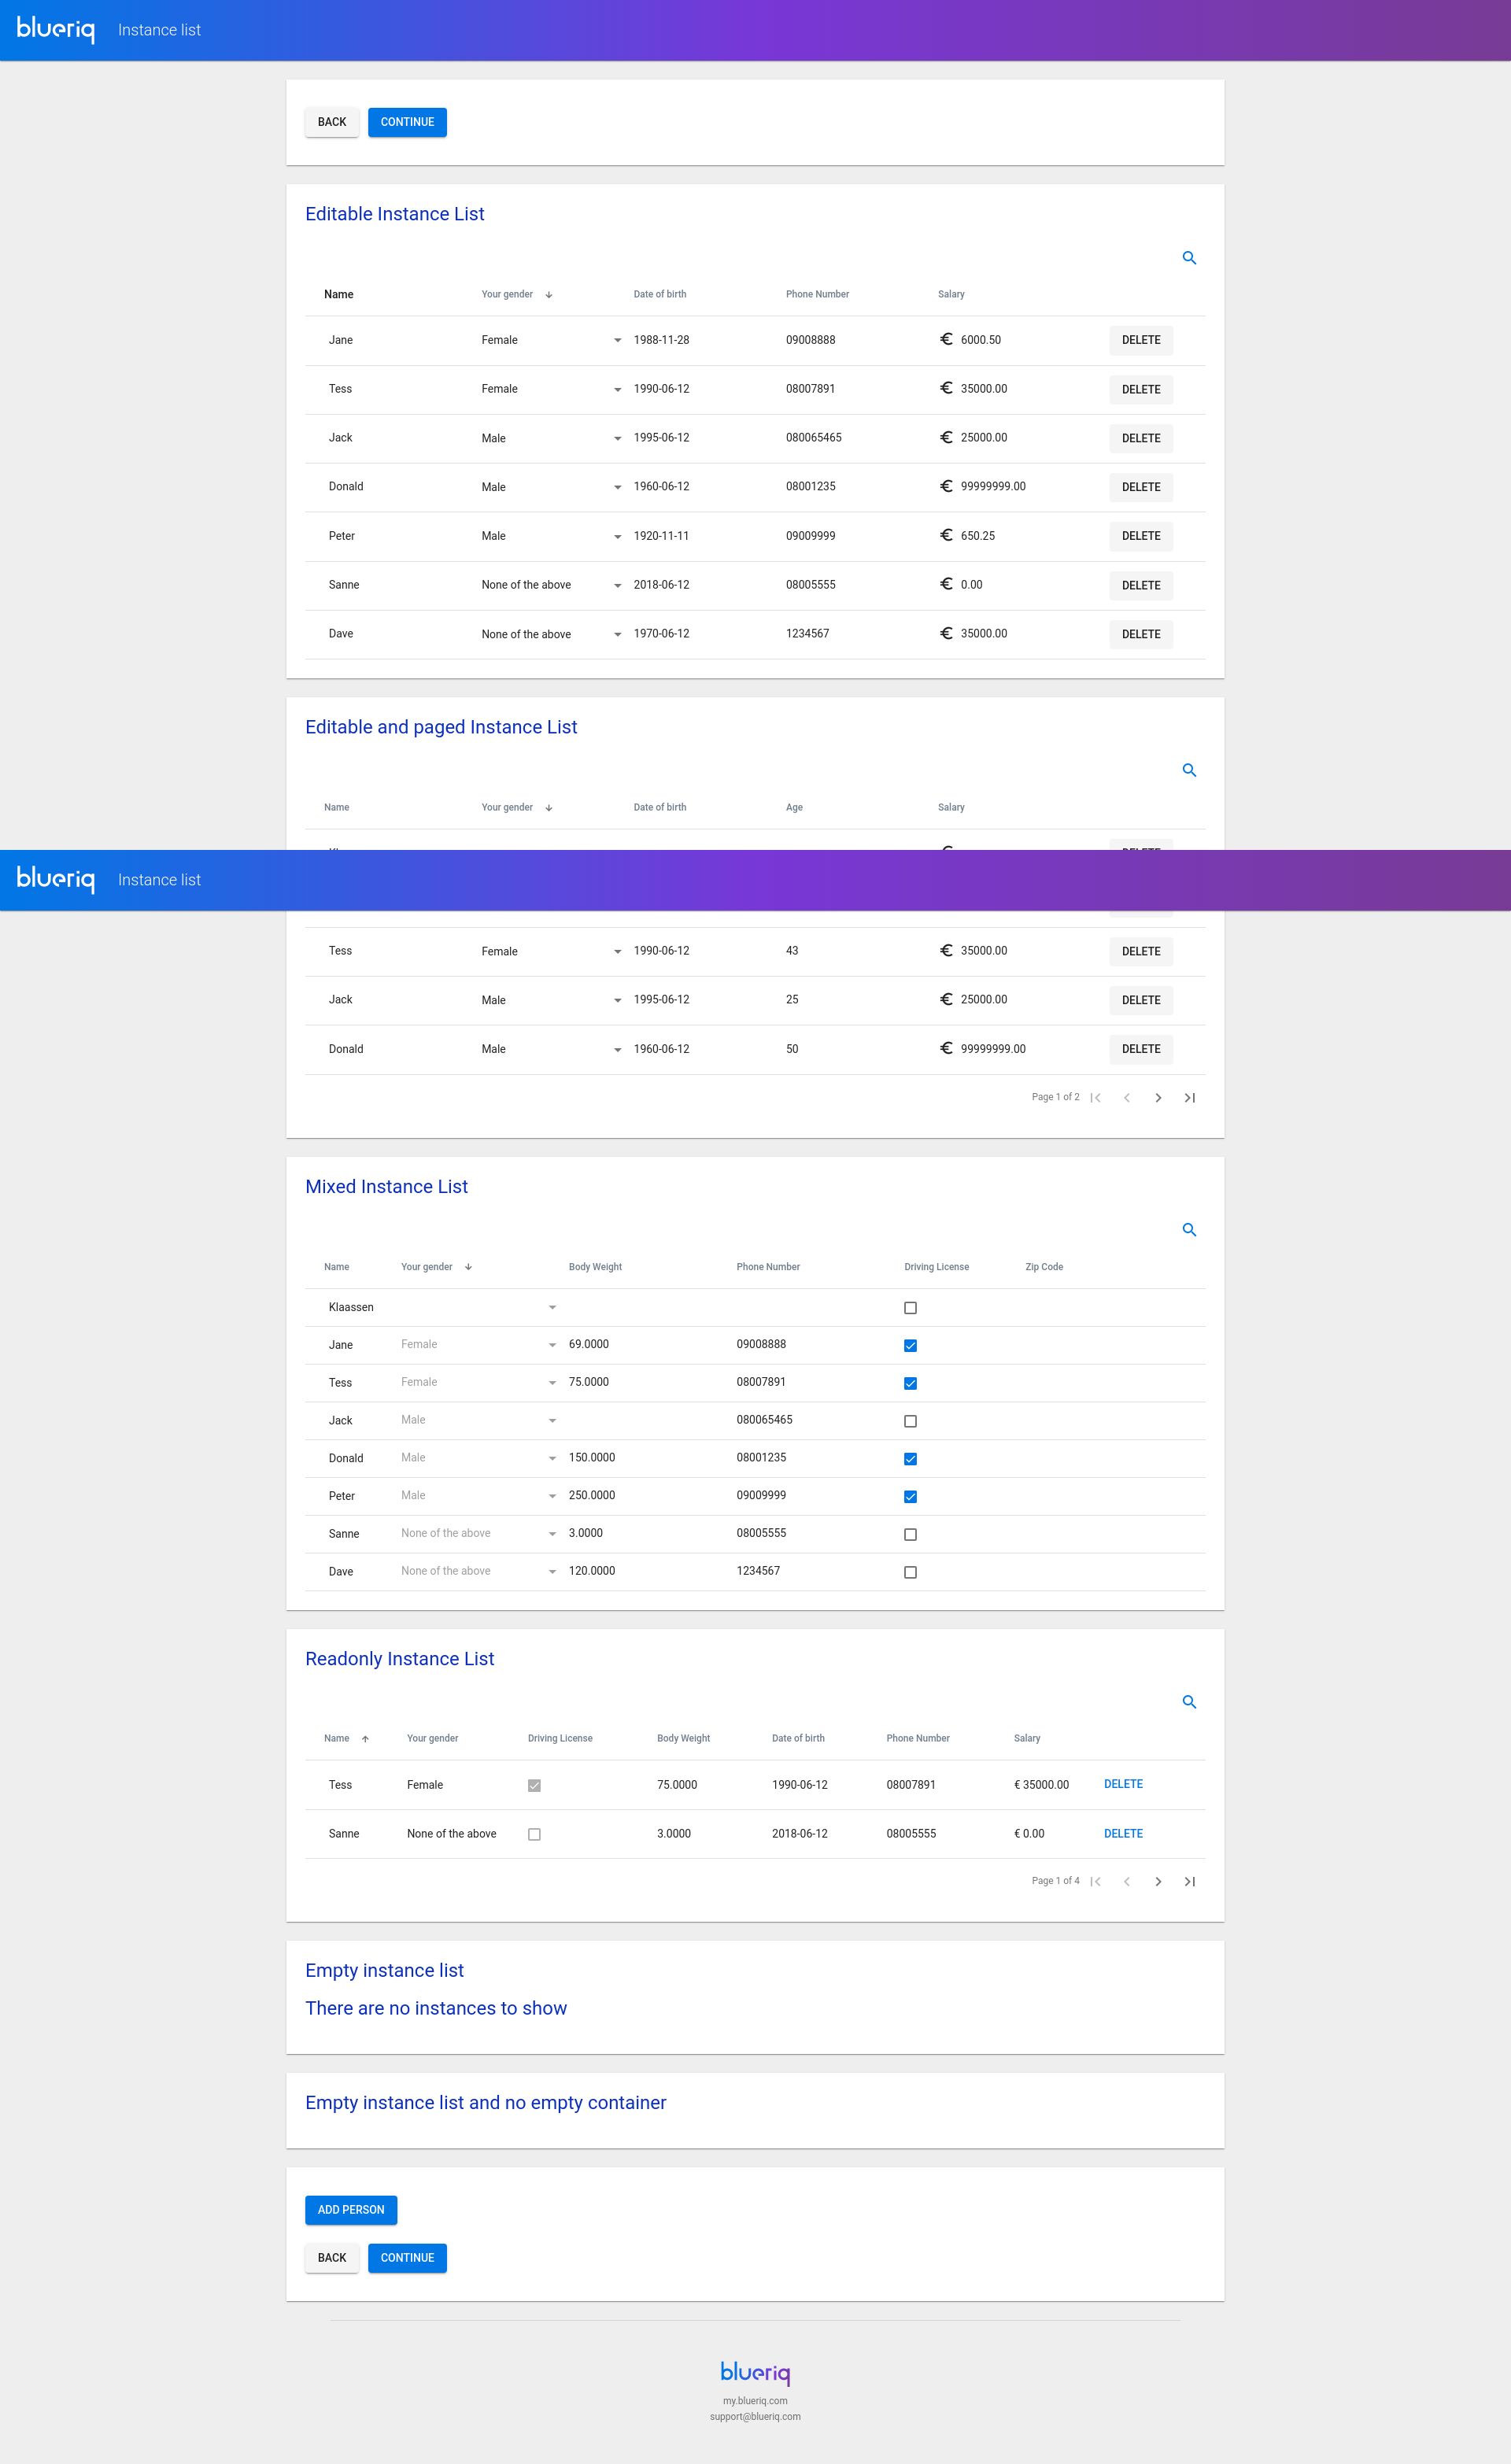 blueriq Instance list
BACK CONTINUE
Editable Instance List
Name Your gender Date of birth Phone Number Salary
Jane Female 1988-11-28 09008888 € 6000.50 DELETE
Tess Female 1990-06-12 08007891 € 35000.00 DELETE
Jack Male 1995-06-12 080065465 € 25000.00 DELETE
Donald Male 1960-06-12 08001235 € 99999999.00 DELETE
Peter Male 1920-11-11 09009999 € 650.25 DELETE
Sanne None of the above 2018-06-12 08005555 € 0.00 DELETE
Dave None of the above 1970-06-12 1234567 € 35000.00 DELETE
Editable and paged Instance List
Name Your gender Date of birth Age Salary
blueriq Instance list
Tess Female 1990-06-12 43 € 35000.00 DELETE
Jack Male 1995-06-12 25 € 25000.00 DELETE
Donald Male 1960-06-12 50 € 99999999.00 DELETE
Page 1 of 2
Mixed Instance List
Name Your gender Body Weight Phone Number Driving License Zip Code
Klaassen
Jane Female 69.0000 09008888
Tess Female 75.0000 08007891
Jack Male 080065465
Donald Male 150.0000 08001235
Peter Male 250.0000 09009999
Sanne None of the above 3.0000 08005555
Dave None of the above 120.0000 1234567
Readonly Instance List
Name Your gender Driving License Body Weight Date of birth Phone Number Salary
Tess Female 75.0000 1990-06-12 08007891 € 35000.00 DELETE
Sanne None of the above 3.0000 2018-06-12 08005555 € 0.00 DELETE
Page 1 of 4
Empty instance list
There are no instances to show
Empty instance list and no empty container
ADD PERSON
BACK CONTINUE
blueriq
my.blueriq.com
support@blueriq.com